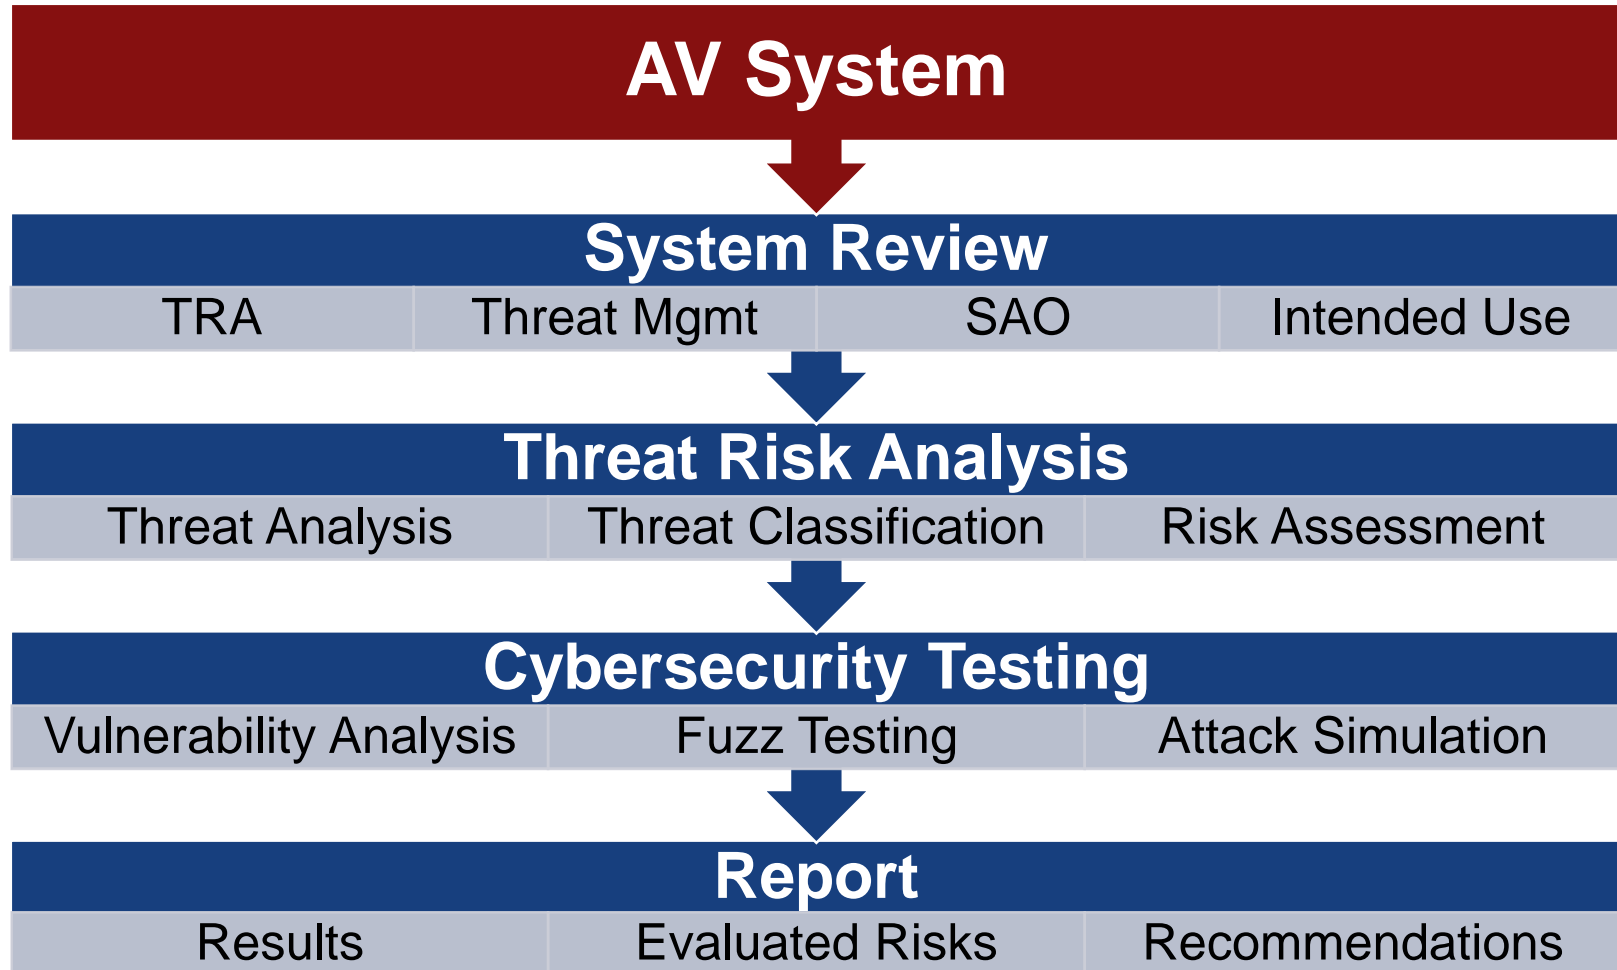 AV System
System Review
TRA Threat Mgmt SAO Intended Use
Threat Risk Analysis
Threat Analysis Threat Classification Risk Assessment
Cybersecurity Testing
Vulnerability Analysis Fuzz Testing Attack Simulation
Report
Results Evaluated Risks Recommendations